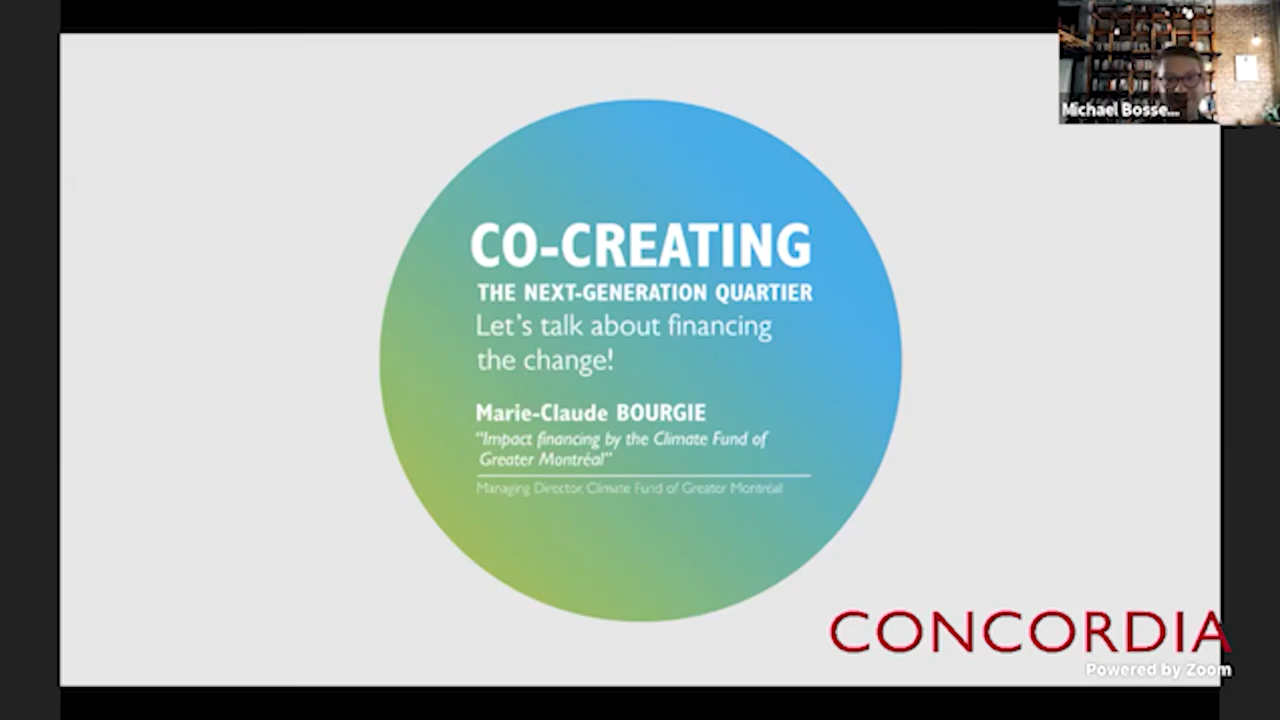 Michael Bosse...
CO-CREATING
THE NEXT-GENERATION QUARTIER
Let's talk about financing
the change!
Marie-Claude BOURGIE
"Impact financing by the Climate Fund of
Greater Montréal"
Managing Director, Climate Fund of Greater Montréal
CONCORDIA
Powered by Zoom